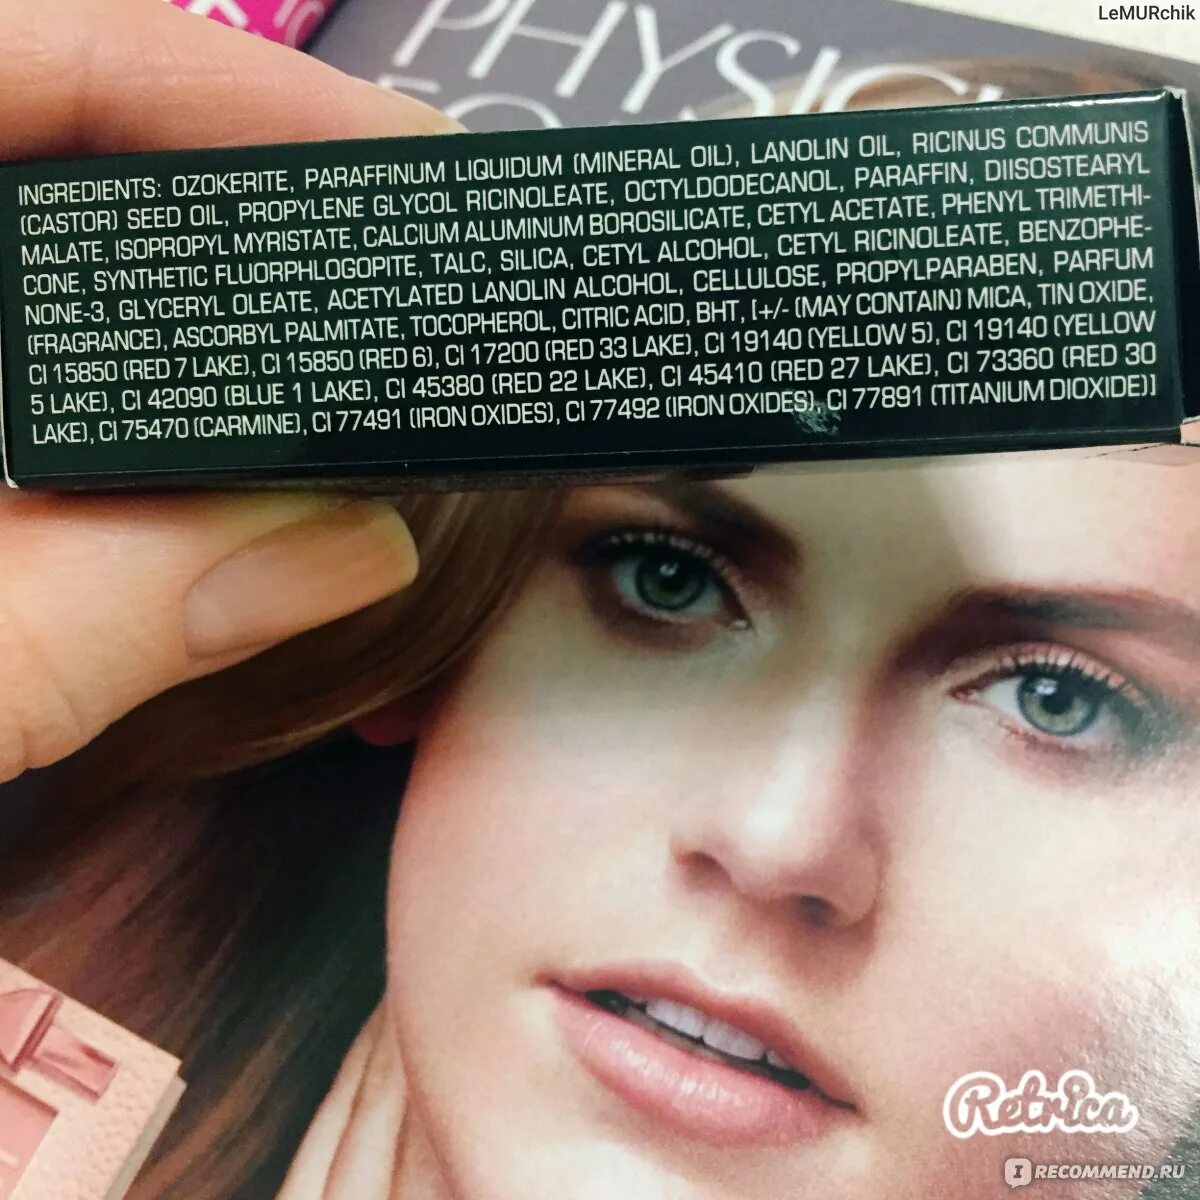 LeMURchik
PHYSIC
INGREDIENTS: OZOKERITE, PARAFFINUM LIQUIDUM (MINERAL OIL), LANOLIN OIL, RICINUS COMMUNIS
(CASTOR) SEED OIL, PROPYLENE GLYCOL RICINOLEATE, OCTYLDODECANOL, PARAFFIN, DIISOSTEARYL
MALATE, ISOPROPYL MYRISTATE, CALCIUM ALUMINUM BOROSILICATE, CETYL ACETATE, PHENYL TRIMETHI-
CONE, SYNTHETIC FLUORPHLOGOPITE, TALC, SILICA, CETYL ALCOHOL, CETYL RICINOLEATE, BENZOPHE-
NONE-3, GLYCERYL OLEATE, ACETYLATED LANOLIN ALCOHOL, CELLULOSE, PROPYLPARABEN, PARFUM
(FRAGRANCE), ASCORBYL PALMITATE, TOCOPHEROL, CITRIC ACID, BHT, [+/- (MAY CONTAIN) MICA, TIN OXIDE,
CI 15850 (RED 7 LAKE), CI 15850 (RED 6), CI 17200 (RED 33 LAKE), CI 19140 (YELLOW 5), CI 19140 (YELLOW
5 LAKE), CI 42090 (BLUE 1 LAKE), CI 45380 (RED 22 LAKE), CI 45410 (RED 27 LAKE), CI 73360 (RED 30
LAKE), CI 75470 (CARMINE), CI 77491 (IRON OXIDES), CI 77492 (IRON OXIDES), CI 77891 (TITANIUM DIOXIDE)]
Retrica
I RECOMMEND.RU